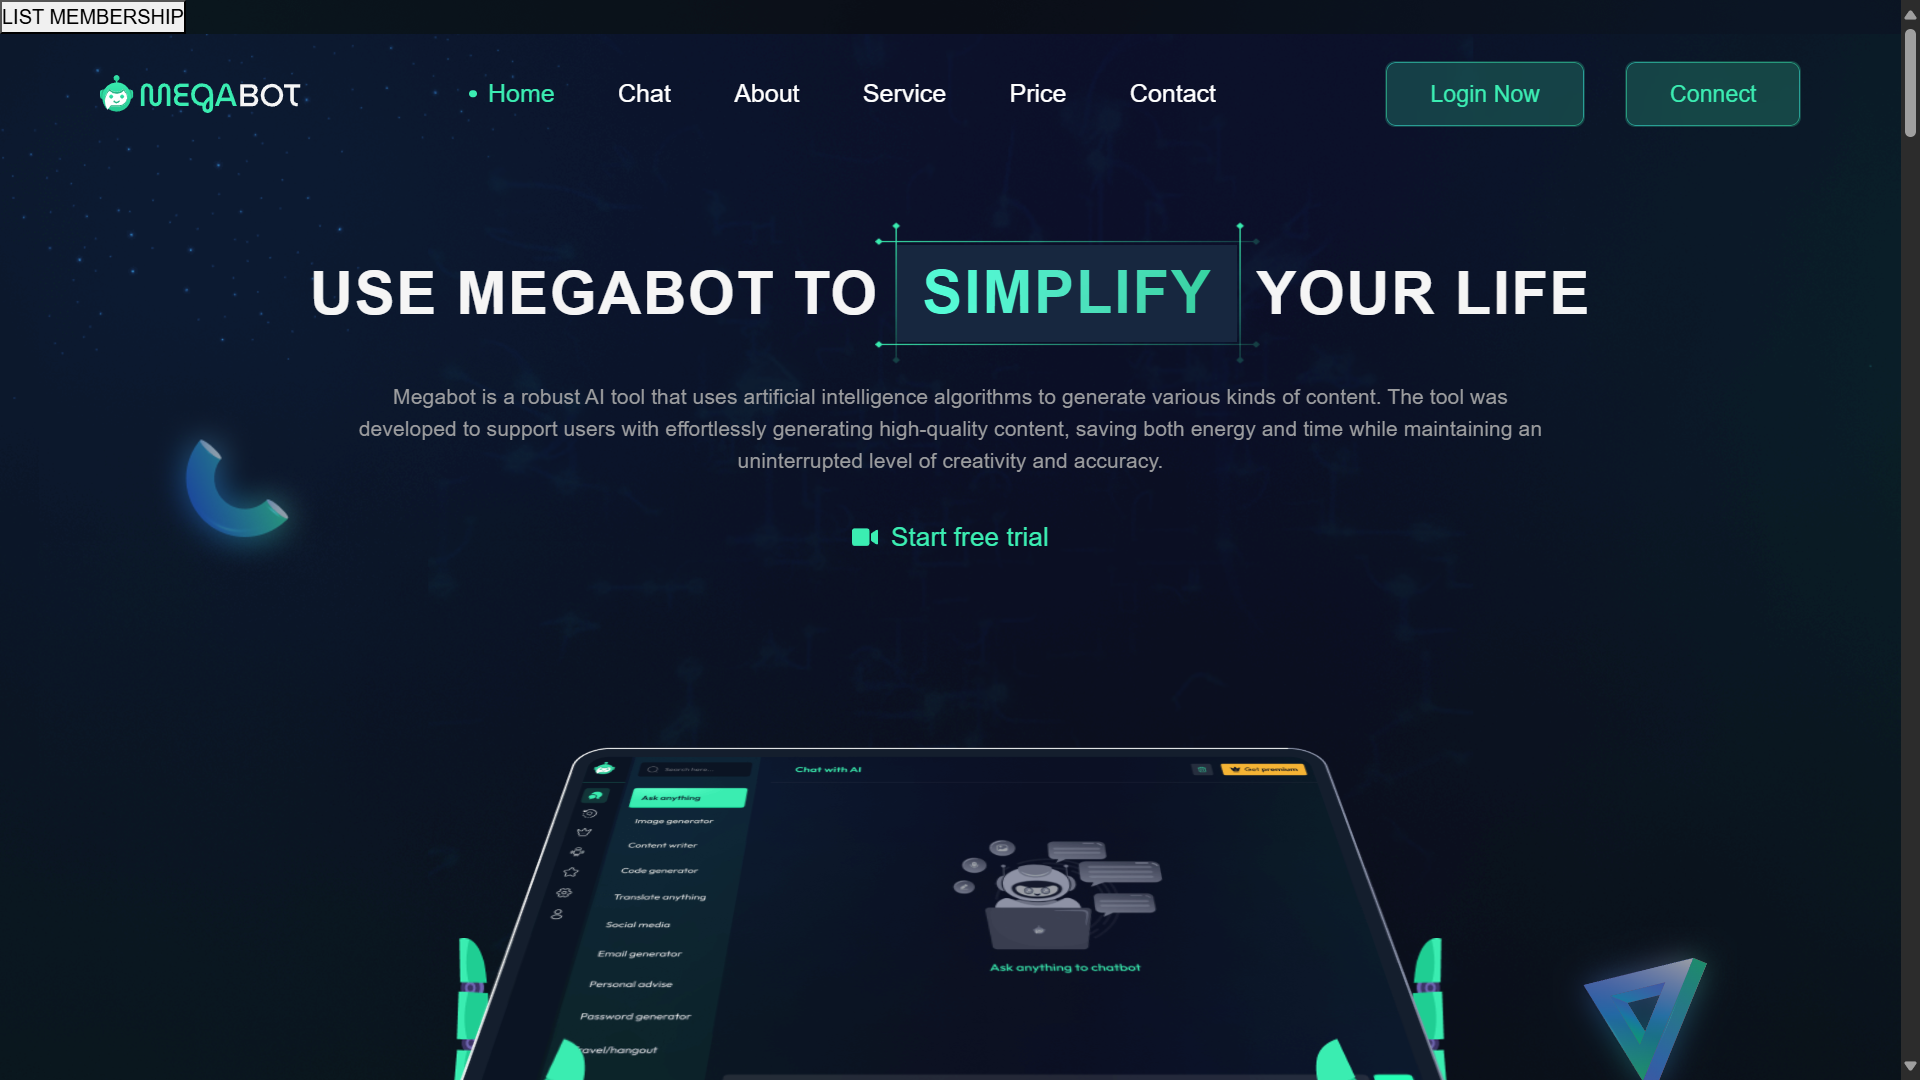 LIST MEMBERSHIP
MEGABOT
Home
Chat
About
Service
Price
Contact
Login Now
Connect
USE MEGABOT TO SIMPLIFY YOUR LIFE
Megabot is a robust AI tool that uses artificial intelligence algorithms to generate various kinds of content. The tool was
developed to support users with effortlessly generating high-quality content, saving both energy and time while maintaining an
uninterrupted level of creativity and accuracy.
Start free trial
Search here...
Chat with AI
Get premium
Ask anything
Image generator
Content writer
Code generator
Translate anything
Social media
Email generator
Personal advise
Password generator
ravel/hangout
Ask anything to chatbot